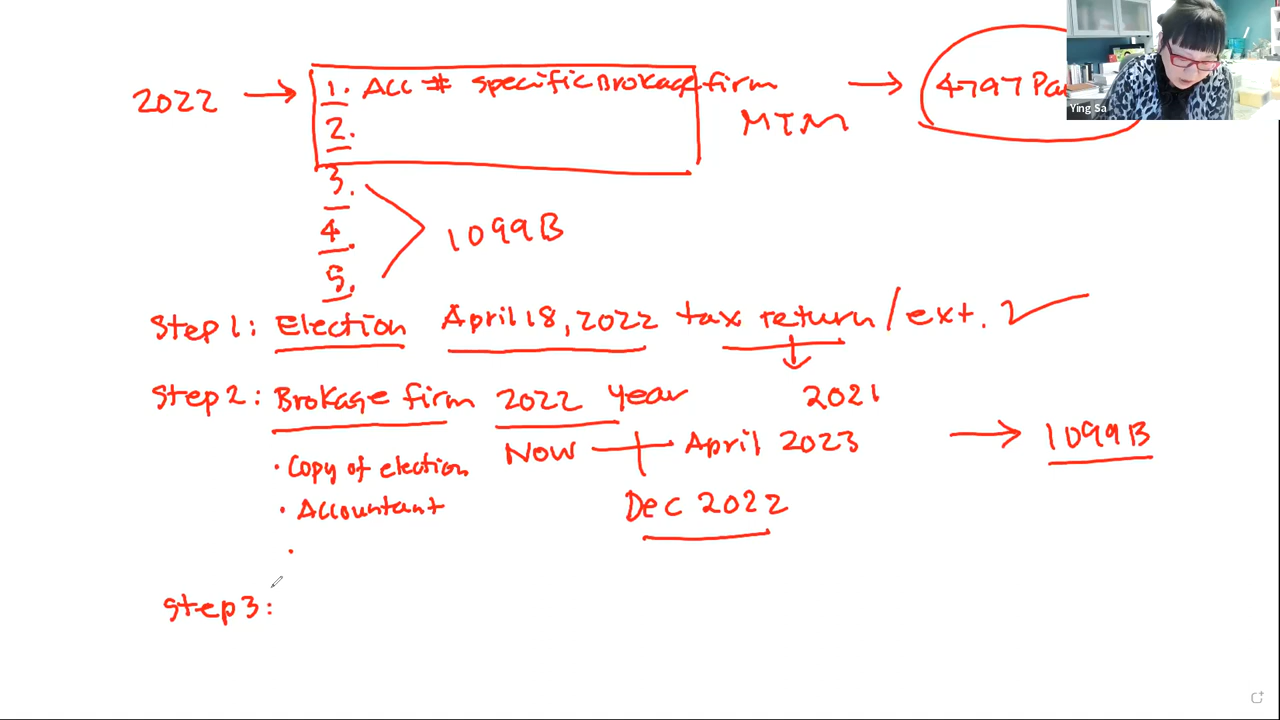 2022 → 1. Acc # specific Brokage firm → 4797 Pa
2. MTM
3.
4. 1099B
5.
Step 1: Election April 18, 2022 tax return / ext. ✓
Step 2: Brokage firm 2022 year 2021
Now — April 2023 → 1099B
• Copy of election
• Accountant Dec 2022
•
Step 3:
Ying Sa